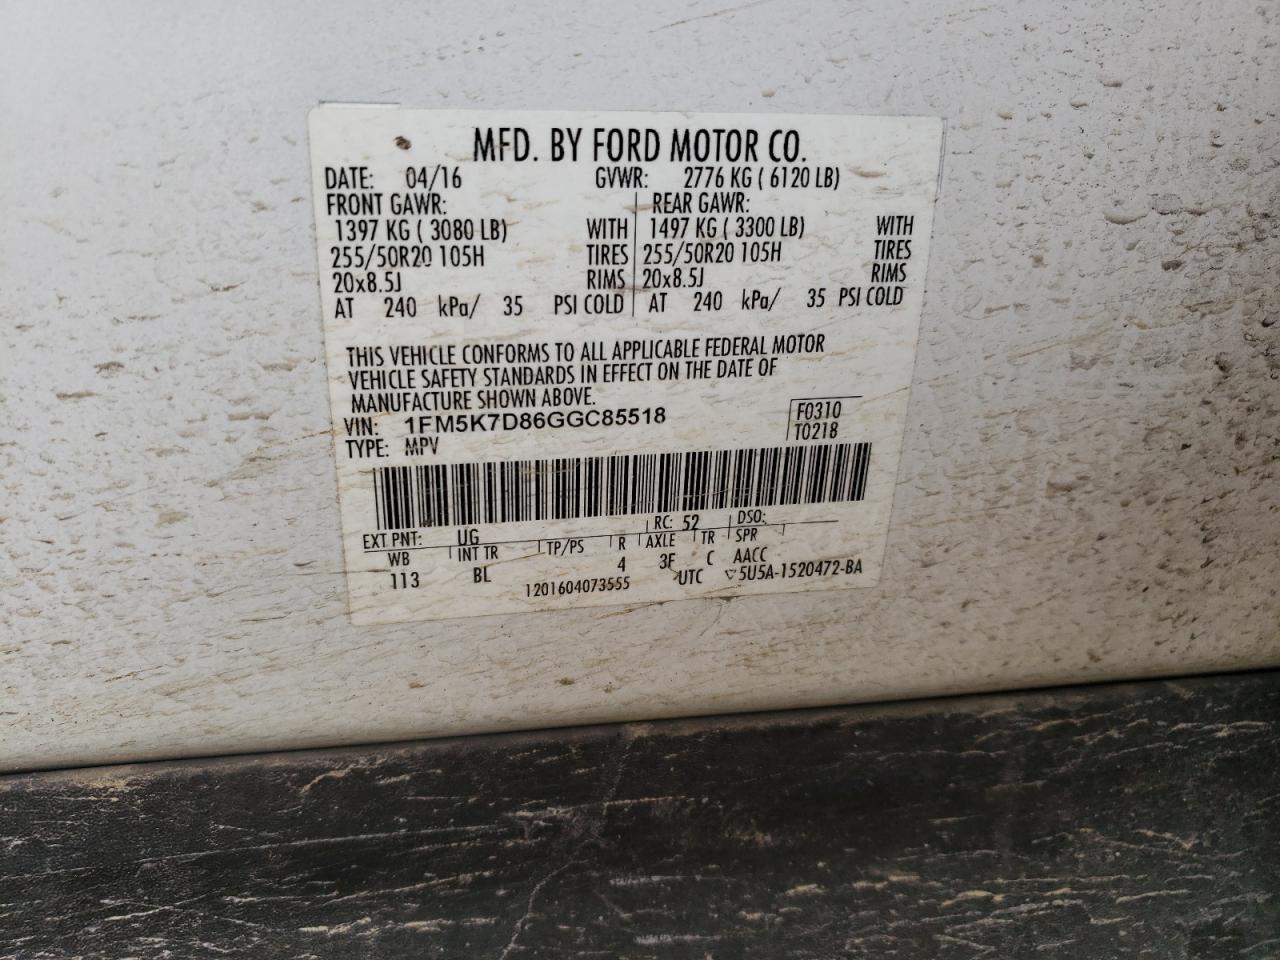 MFD. BY FORD MOTOR CO.
DATE: 04/16 GVWR: 2776 KG ( 6120 LB)
FRONT GAWR: REAR GAWR:
1397 KG ( 3080 LB) WITH 1497 KG ( 3300 LB) WITH
255/50R20 105H TIRES 255/50R20 105H TIRES
20x8.5J RIMS 20x8.5J RIMS
AT 240 kPa/ 35 PSI COLD AT 240 kPa/ 35 PSI COLD
THIS VEHICLE CONFORMS TO ALL APPLICABLE FEDERAL MOTOR
VEHICLE SAFETY STANDARDS IN EFFECT ON THE DATE OF
MANUFACTURE SHOWN ABOVE.
VIN: 1FM5K7D86GGC85518 F0310
TYPE: MPV T0218
EXT PNT: UG RC: 52 DSO:
WB INT TR TP/PS R AXLE TR SPR
113 BL 4 3F C AACC
1201604073555 UTC ▽5U5A-1520472-BA